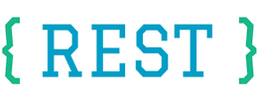 { REST }